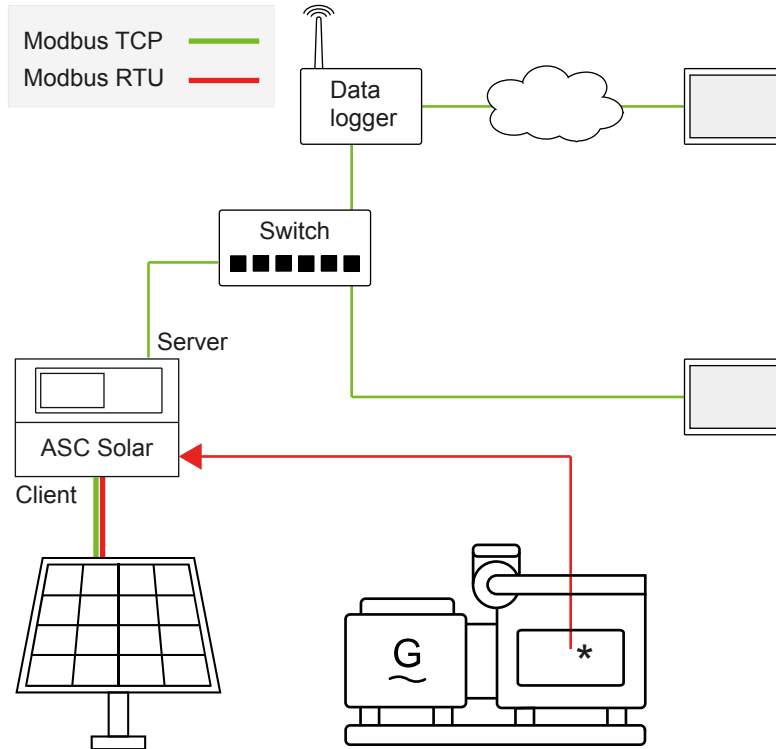 Modbus TCP
Modbus RTU
Data
logger
Switch
Server
ASC Solar
Client
G
*